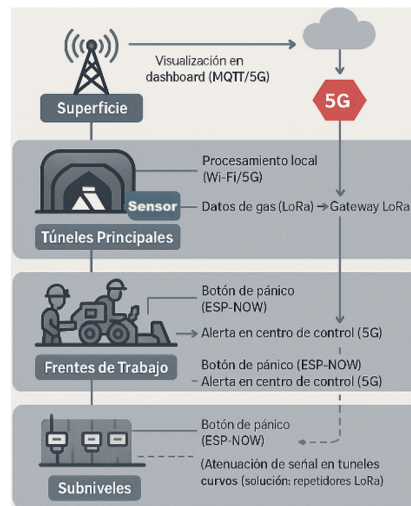 Visualización en
dashboard (MQTT/5G)
Superficie
5G
Procesamiento local
(Wi-Fi/5G)
Sensor
Datos de gas (LoRa)
Gateway LoRa
Túneles Principales
Botón de pánico
(ESP-NOW)
Alerta en centro de control (5G)
Botón de pánico (ESP-NOW)
Alerta en centro de control (5G)
Frentes de Trabajo
Botón de pánico
(ESP-NOW)
(Atenuación de señal en tuneles
curvos (solución: repetidores LoRa)
Subniveles